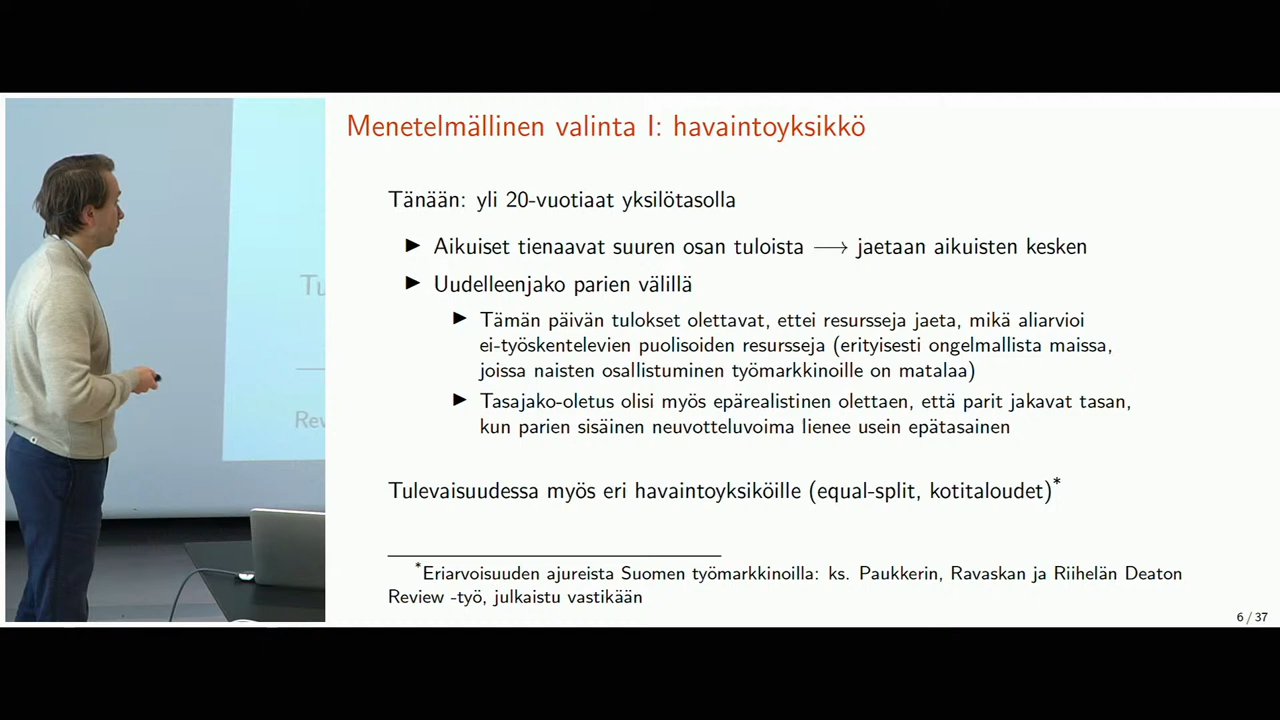 Menetelmällinen valinta I: havaintoyksikkö
Tänään: yli 20-vuotiaat yksilötasolla
▶ Aikuiset tienaavat suuren osan tuloista ⟶ jaetaan aikuisten kesken
▶ Uudelleenjako parien välillä
▶ Tämän päivän tulokset olettavat, ettei resursseja jaeta, mikä aliarvioi
ei-työskentelevien puolisoiden resursseja (erityisesti ongelmallista maissa,
joissa naisten osallistuminen työmarkkinoille on matalaa)
▶ Tasajako-oletus olisi myös epärealistinen olettaen, että parit jakavat tasan,
kun parien sisäinen neuvotteluvoima lienee usein epätasainen
Tulevaisuudessa myös eri havaintoyksiköille (equal-split, kotitaloudet)*
*Eriarvoisuuden ajureista Suomen työmarkkinoilla: ks. Paukkerin, Ravaskan ja Riihelän Deaton
Review -työ, julkaistu vastikään
6 / 37
Tu
Rev